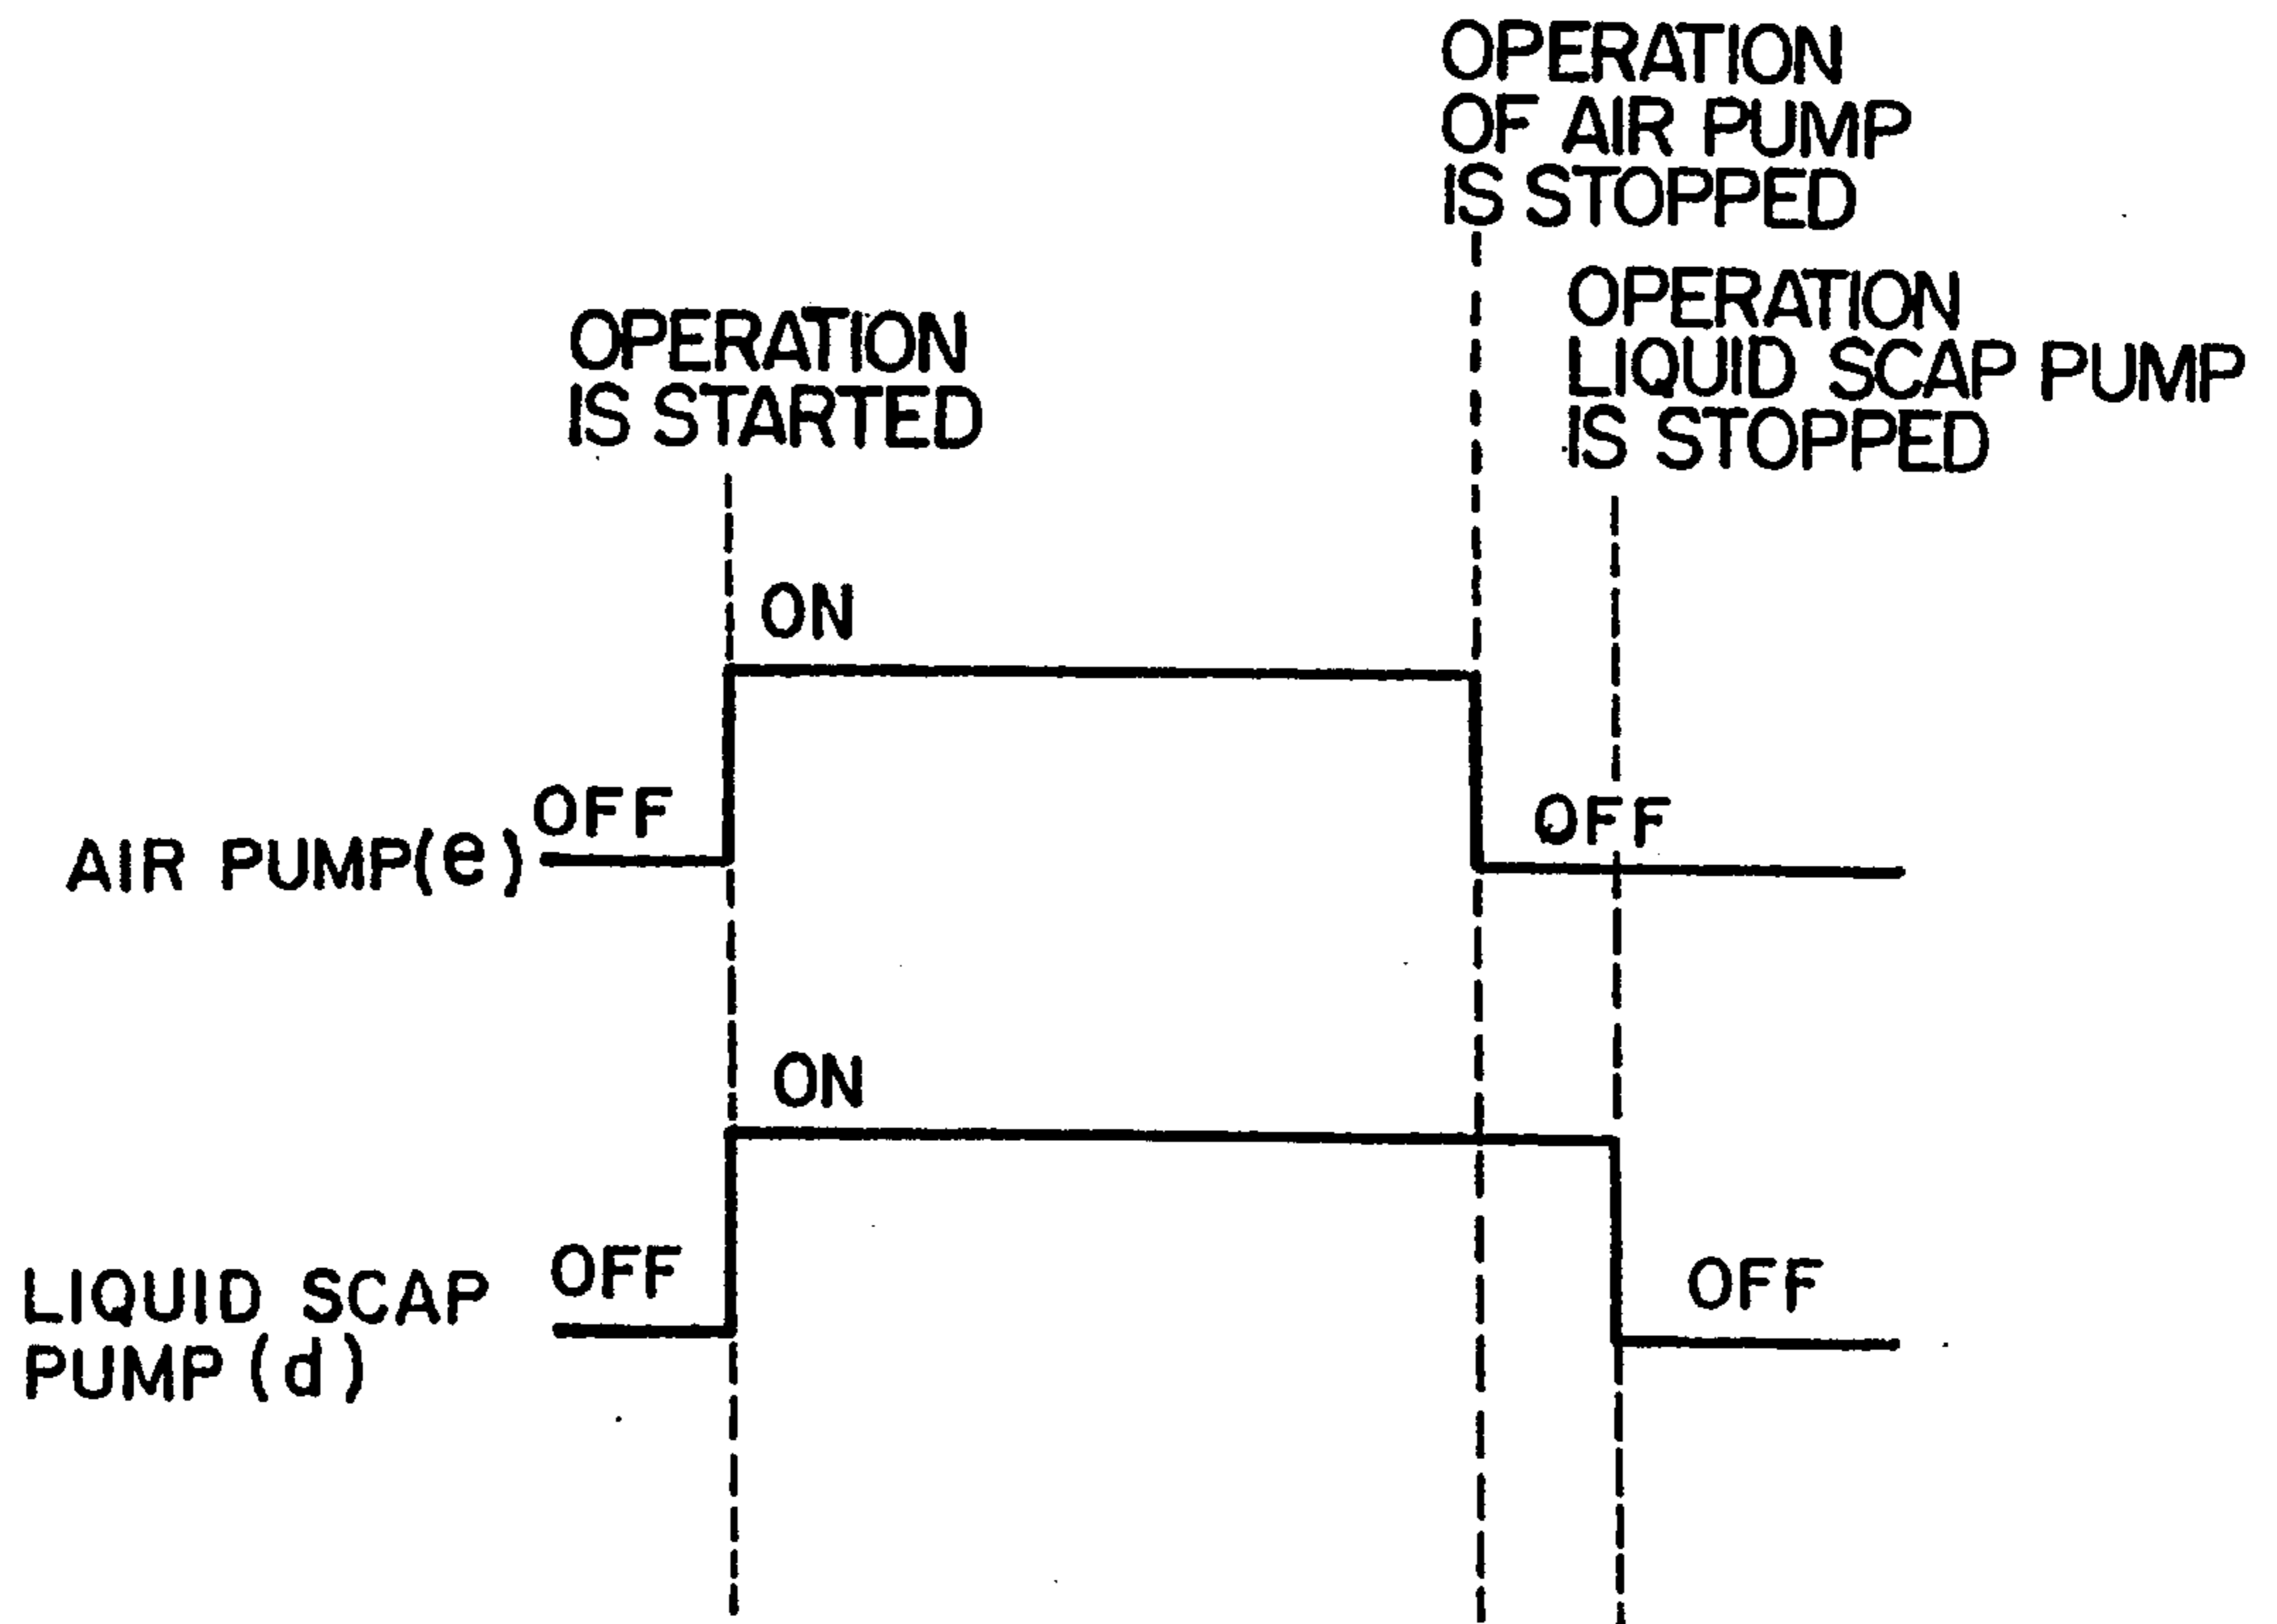 OPERATION
OF AIR PUMP
IS STOPPED
OPERATION
LIQUID SCAP PUMP
IS STOPPED
OPERATION
IS STARTED
ON
OFF
OFF
AIR PUMP(e)
ON
OFF
OFF
LIQUID SCAP
PUMP(d)